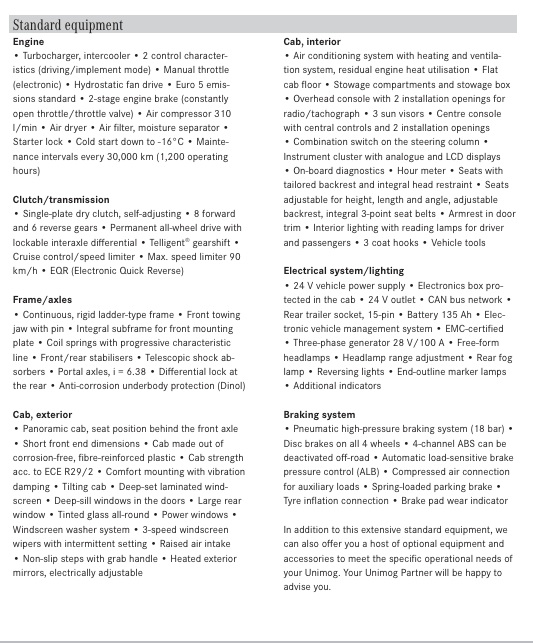 Standard equipment
Engine
• Turbocharger, intercooler • 2 control character-
istics (driving/implement mode) • Manual throttle
(electronic) • Hydrostatic fan drive • Euro 5 emis-
sions standard • 2-stage engine brake (constantly
open throttle/throttle valve) • Air compressor 310
l/min • Air dryer • Air filter, moisture separator •
Starter lock • Cold start down to -16°C • Mainte-
nance intervals every 30,000 km (1,200 operating
hours)
Clutch/transmission
• Single-plate dry clutch, self-adjusting • 8 forward
and 6 reverse gears • Permanent all-wheel drive with
lockable interaxle differential • Telligent® gearshift •
Cruise control/speed limiter • Max. speed limiter 90
km/h • EQR (Electronic Quick Reverse)
Frame/axles
• Continuous, rigid ladder-type frame • Front towing
jaw with pin • Integral subframe for front mounting
plate • Coil springs with progressive characteristic
line • Front/rear stabilisers • Telescopic shock ab-
sorbers • Portal axles, i = 6.38 • Differential lock at
the rear • Anti-corrosion underbody protection (Dinol)
Cab, exterior
• Panoramic cab, seat position behind the front axle
• Short front end dimensions • Cab made out of
corrosion-free, fibre-reinforced plastic • Cab strength
acc. to ECE R29/2 • Comfort mounting with vibration
damping • Tilting cab • Deep-set laminated wind-
screen • Deep-sill windows in the doors • Large rear
window • Tinted glass all-round • Power windows •
Windscreen washer system • 3-speed windscreen
wipers with intermittent setting • Raised air intake
• Non-slip steps with grab handle • Heated exterior
mirrors, electrically adjustable
Cab, interior
• Air conditioning system with heating and ventila-
tion system, residual engine heat utilisation • Flat
cab floor • Stowage compartments and stowage box
• Overhead console with 2 installation openings for
radio/tachograph • 3 sun visors • Centre console
with central controls and 2 installation openings
• Combination switch on the steering column •
Instrument cluster with analogue and LCD displays
• On-board diagnostics • Hour meter • Seats with
tailored backrest and integral head restraint • Seats
adjustable for height, length and angle, adjustable
backrest, integral 3-point seat belts • Armrest in door
trim • Interior lighting with reading lamps for driver
and passengers • 3 coat hooks • Vehicle tools
Electrical system/lighting
• 24 V vehicle power supply • Electronics box pro-
tected in the cab • 24 V outlet • CAN bus network •
Rear trailer socket, 15-pin • Battery 135 Ah • Elec-
tronic vehicle management system • EMC-certified
• Three-phase generator 28 V/100 A • Free-form
headlamps • Headlamp range adjustment • Rear fog
lamp • Reversing lights • End-outline marker lamps
• Additional indicators
Braking system
• Pneumatic high-pressure braking system (18 bar) •
Disc brakes on all 4 wheels • 4-channel ABS can be
deactivated off-road • Automatic load-sensitive brake
pressure control (ALB) • Compressed air connection
for auxiliary loads • Spring-loaded parking brake •
Tyre inflation connection • Brake pad wear indicator
In addition to this extensive standard equipment, we
can also offer you a host of optional equipment and
accessories to meet the specific operational needs of
your Unimog. Your Unimog Partner will be happy to
advise you.